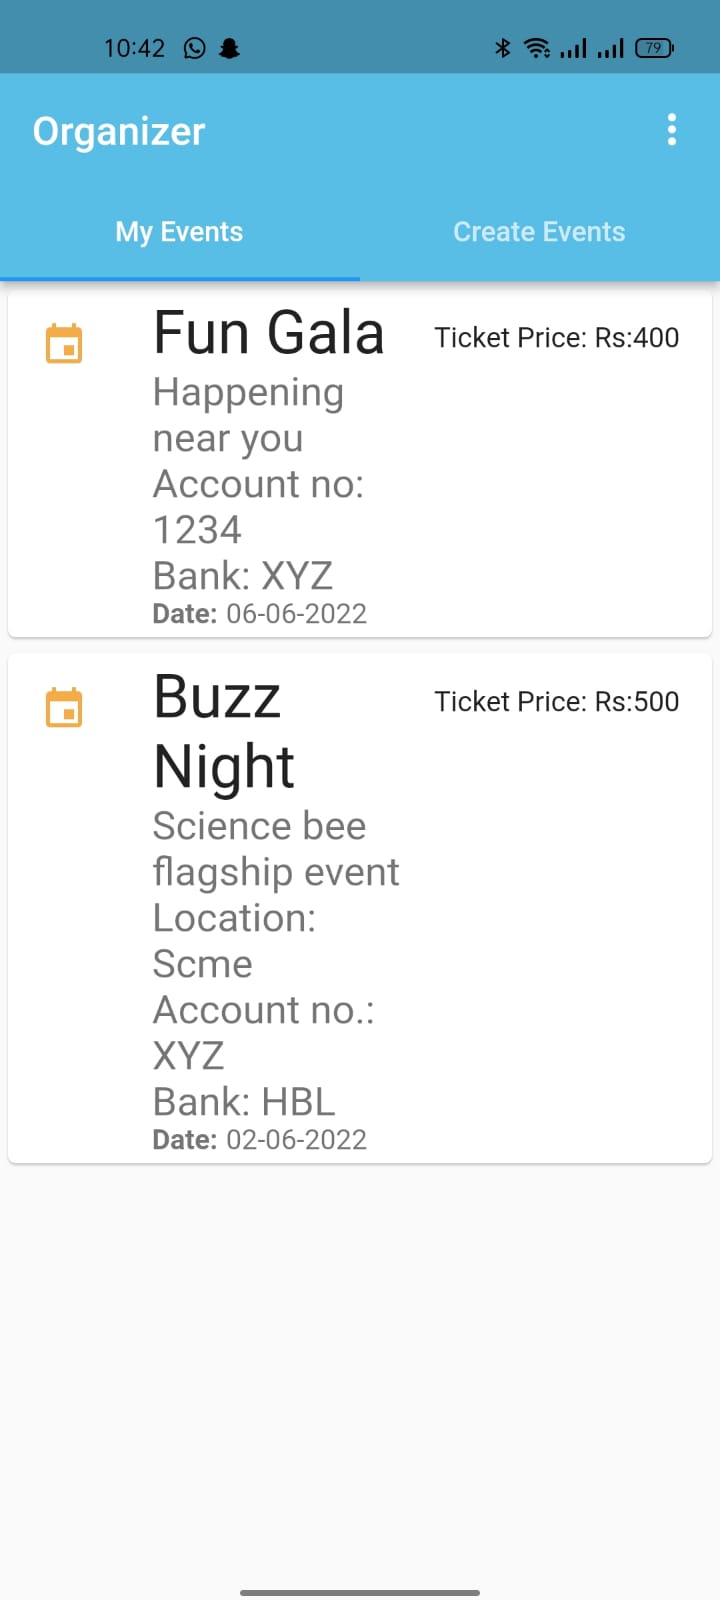 10:42
79
Organizer
My Events
Create Events
Fun Gala
Ticket Price: Rs:400
Happening
near you
Account no:
1234
Bank: XYZ
Date: 06-06-2022
Buzz
Night
Ticket Price: Rs:500
Science bee
flagship event
Location:
Scme
Account no.:
XYZ
Bank: HBL
Date: 02-06-2022